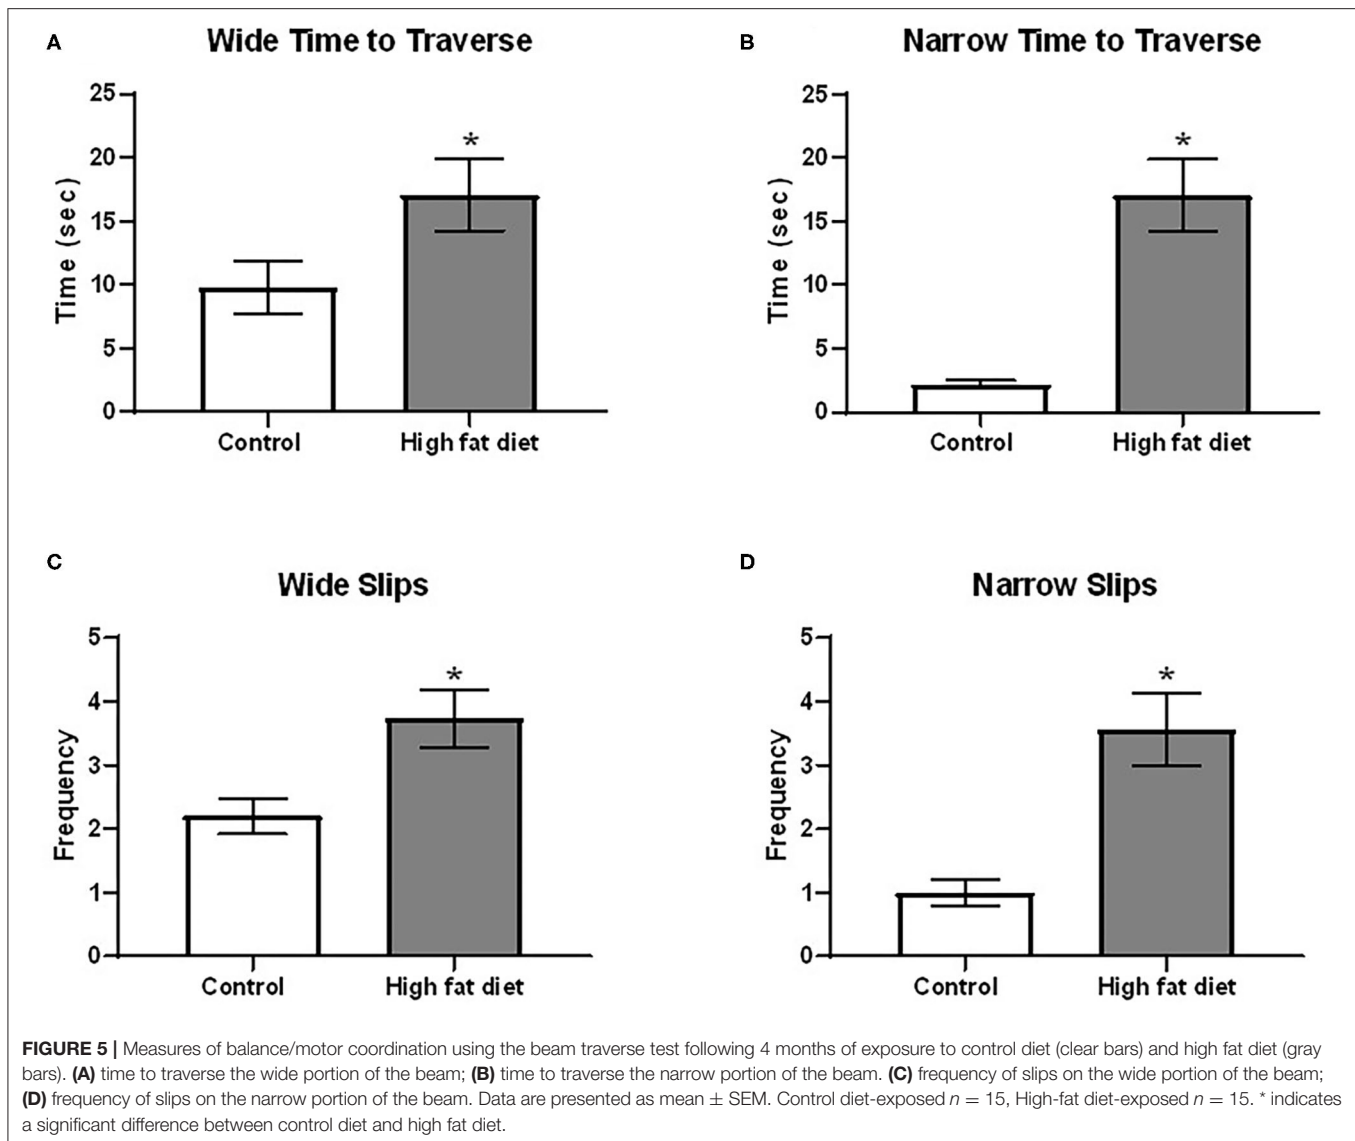 A
Wide Time to Traverse
25
20
15
10
5
0
Time (sec)
*
Control
High fat diet
B
Narrow Time to Traverse
25
20
15
10
5
0
Time (sec)
*
Control
High fat diet
C
Wide Slips
5
4
3
2
1
0
Frequency
*
Control
High fat diet
D
Narrow Slips
5
4
3
2
1
0
Frequency
*
Control
High fat diet
FIGURE 5 | Measures of balance/motor coordination using the beam traverse test following 4 months of exposure to control diet (clear bars) and high fat diet (gray
bars). (A) time to traverse the wide portion of the beam; (B) time to traverse the narrow portion of the beam. (C) frequency of slips on the wide portion of the beam;
(D) frequency of slips on the narrow portion of the beam. Data are presented as mean ± SEM. Control diet-exposed n = 15, High-fat diet-exposed n = 15. * indicates
a significant difference between control diet and high fat diet.